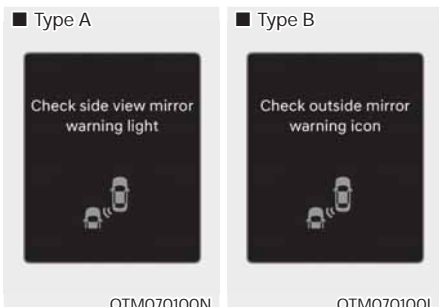 ■ Type A
Check side view mirror
warning light
OTM070100N
■ Type B
Check outside mirror
warning icon
OTM070100L